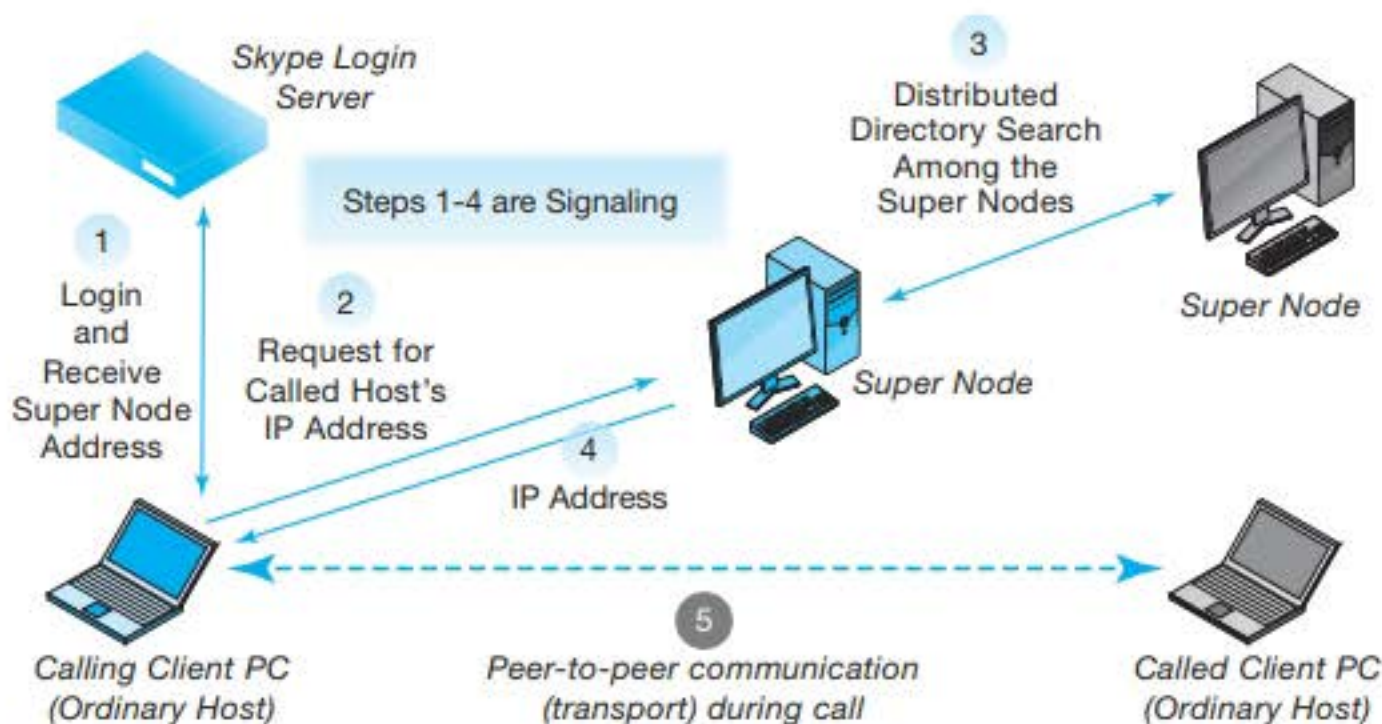 Skype Login
Server
3
Distributed
Directory Search
Among the
Super Nodes
Steps 1-4 are Signaling
1
Login
and
Receive
Super Node
Address
2
Request for
Called Host's
IP Address
Super Node
Super Node
4
IP Address
5
Calling Client PC
(Ordinary Host)
Peer-to-peer communication
(transport) during call
Called Client PC
(Ordinary Host)